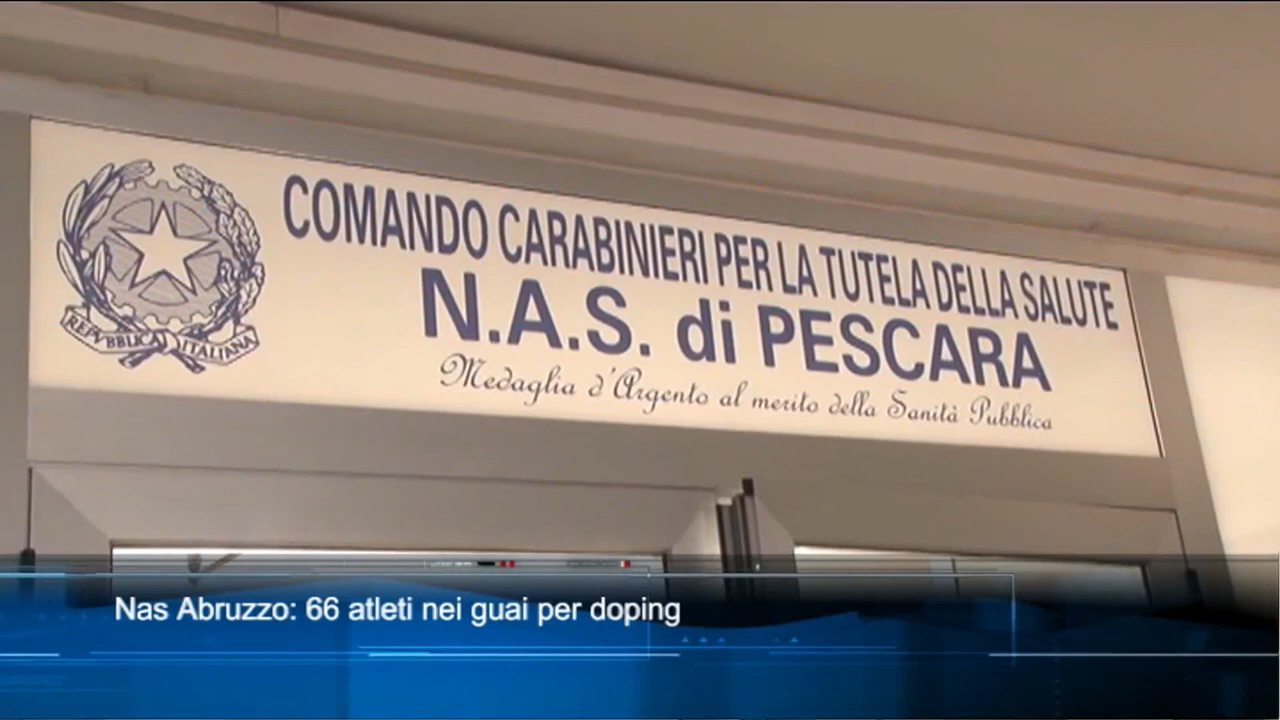 COMANDO CARABINIERI PER LA TUTELA DELLA SALUTE
N.A.S. di PESCARA
Medaglia d'Argento al merito della Sanità Pubblica
REPVBBLICA ITALIANA
Nas Abruzzo: 66 atleti nei guai per doping